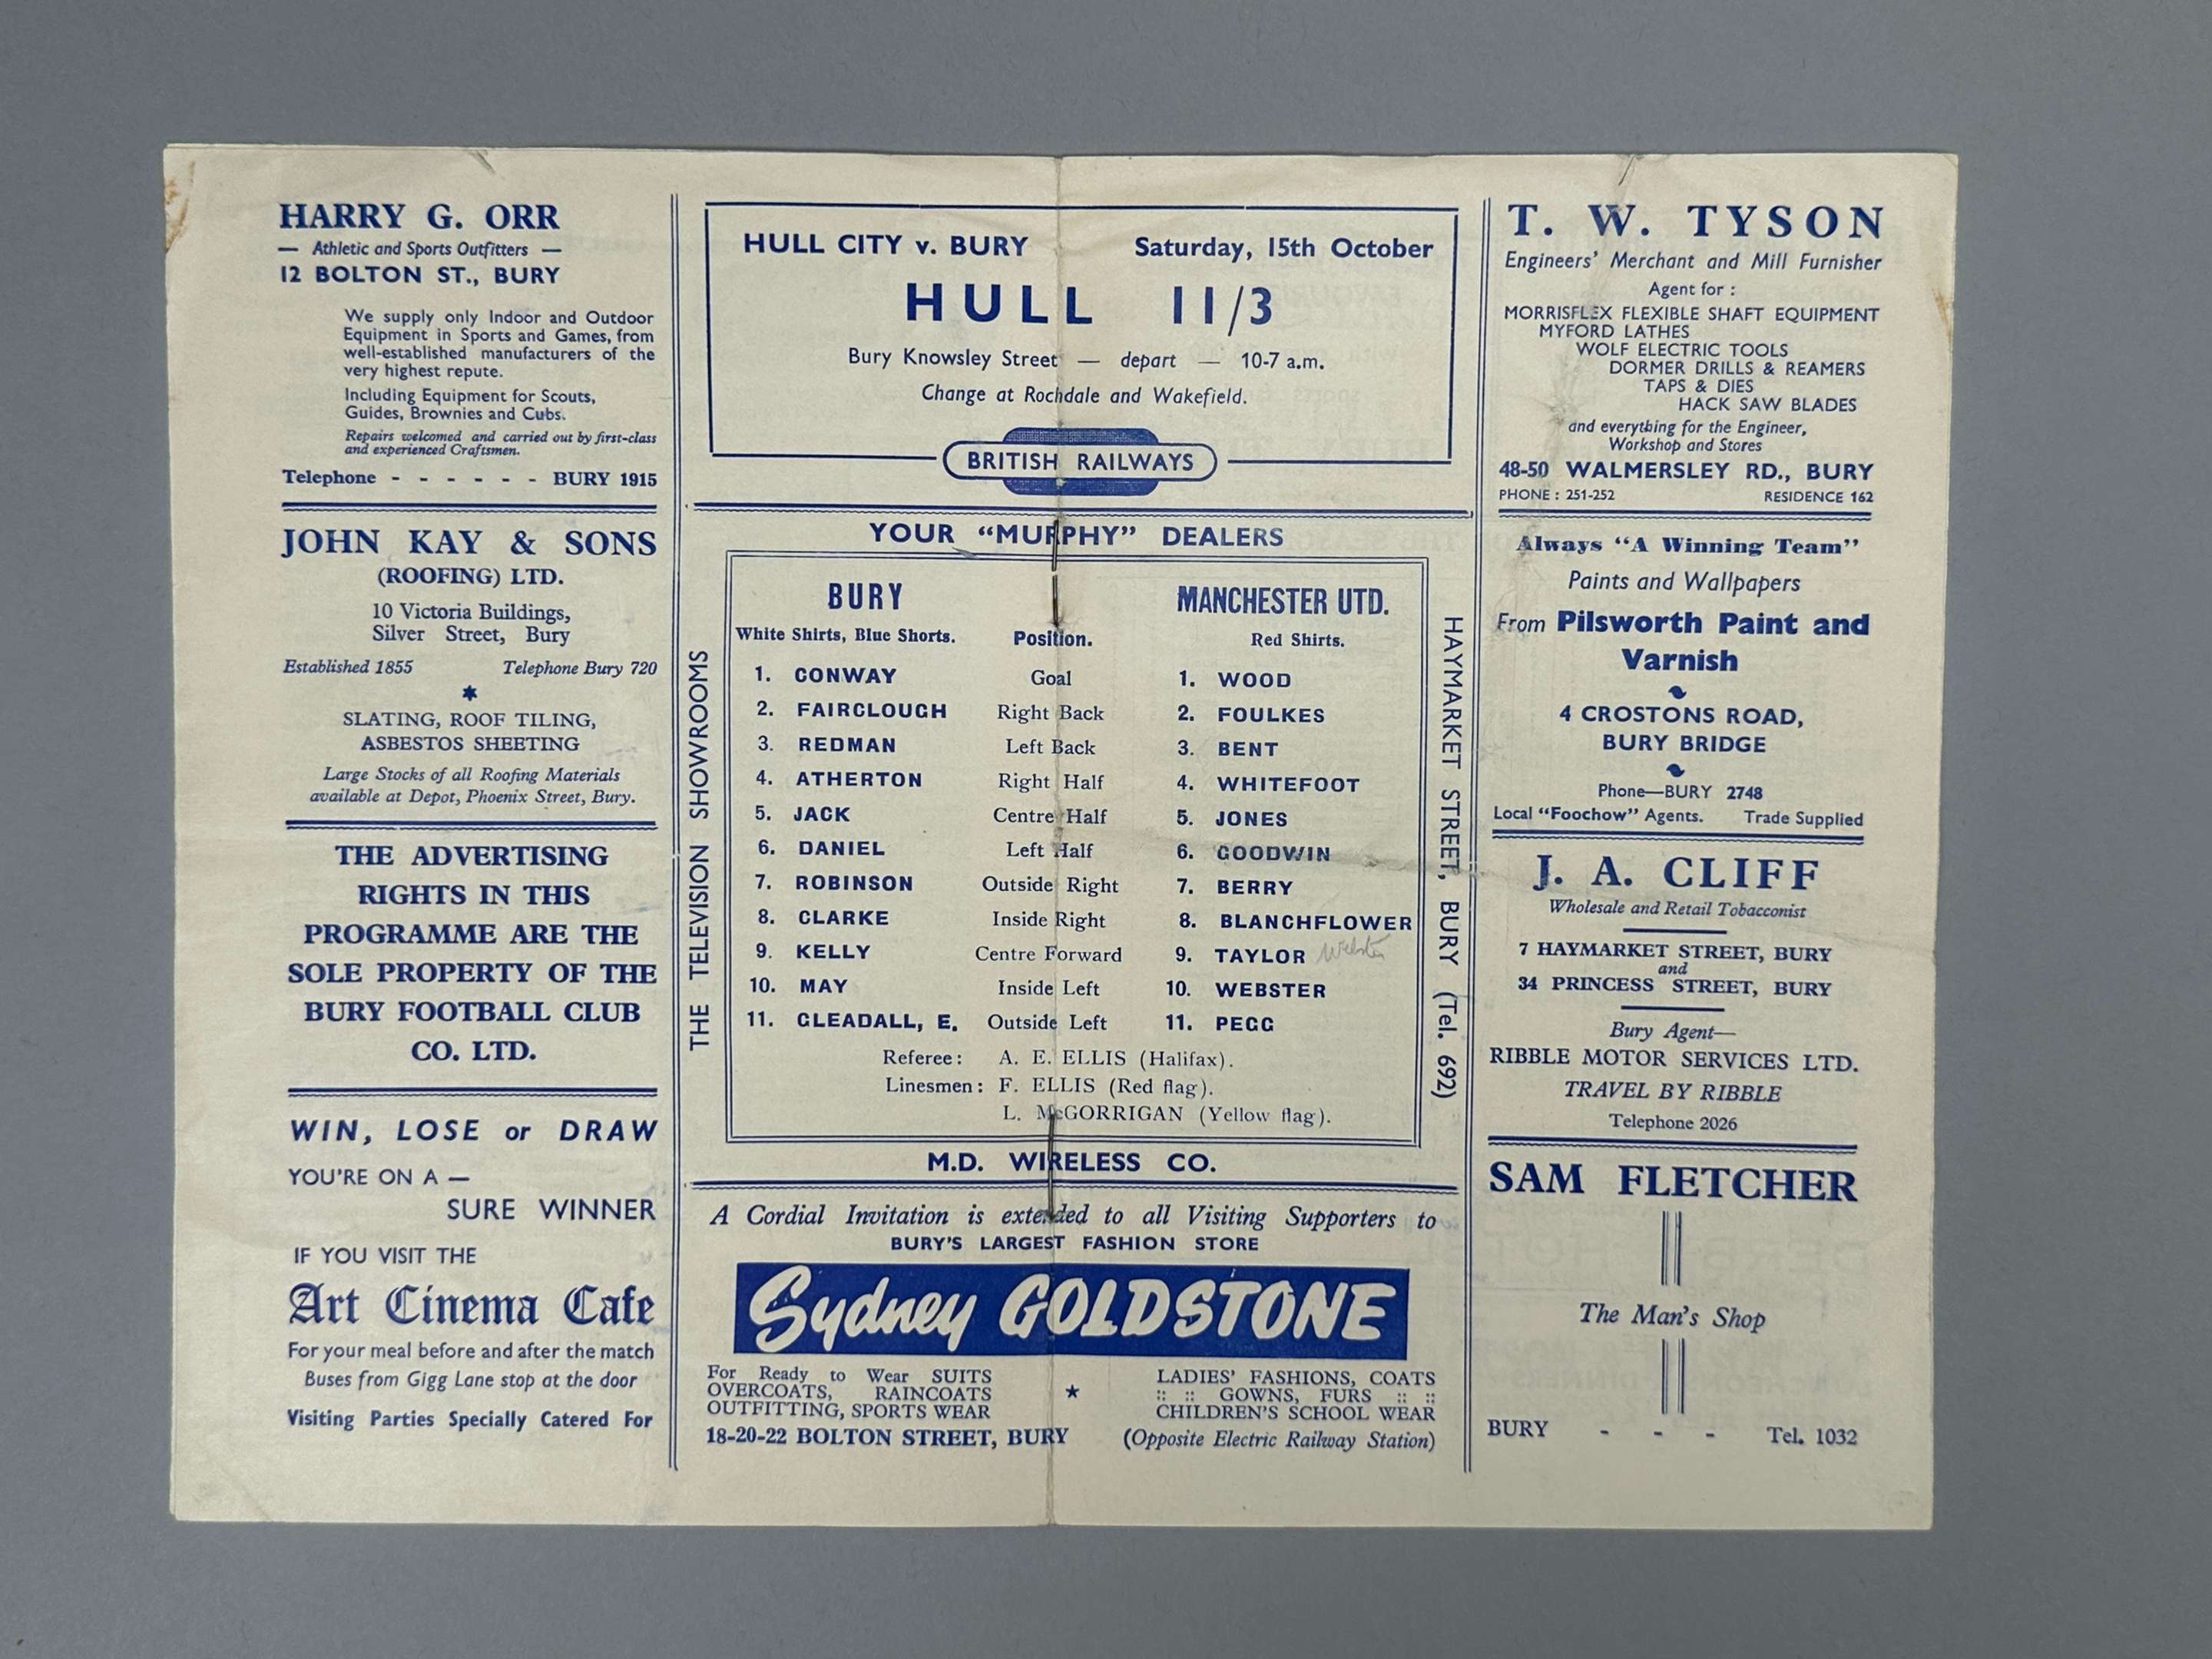 HARRY G. ORR
— Athletic and Sports Outfitters —
12 BOLTON ST., BURY
We supply only Indoor and Outdoor
Equipment in Sports and Games, from
well-established manufacturers of the
very highest repute.
Including Equipment for Scouts,
Guides, Brownies and Cubs.
Repairs welcomed and carried out by first-class
and experienced Craftsmen.
Telephone - - - - - - BURY 1915
JOHN KAY & SONS
(ROOFING) LTD.
10 Victoria Buildings,
Silver Street, Bury
Established 1855 Telephone Bury 720
SLATING, ROOF TILING,
ASBESTOS SHEETING
Large Stocks of all Roofing Materials
available at Depot, Phoenix Street, Bury.
THE ADVERTISING
RIGHTS IN THIS
PROGRAMME ARE THE
SOLE PROPERTY OF THE
BURY FOOTBALL CLUB
CO. LTD.
WIN, LOSE or DRAW
YOU'RE ON A —
SURE WINNER
IF YOU VISIT THE
Art Cinema Cafe
For your meal before and after the match
Buses from Gigg Lane stop at the door
Visiting Parties Specially Catered For
HULL CITY v. BURY Saturday, 15th October
HULL 11/3
Bury Knowsley Street — depart — 10-7 a.m.
Change at Rochdale and Wakefield.
BRITISH RAILWAYS
YOUR "MURPHY" DEALERS
THE TELEVISION SHOWROOMS
BURY MANCHESTER UTD.
White Shirts, Blue Shorts. Position. Red Shirts.
1. CONWAY Goal 1. WOOD
2. FAIRCLOUGH Right Back 2. FOULKES
3. REDMAN Left Back 3. BENT
4. ATHERTON Right Half 4. WHITEFOOT
5. JACK Centre Half 5. JONES
6. DANIEL Left Half 6. GOODWIN
7. ROBINSON Outside Right 7. BERRY
8. CLARKE Inside Right 8. BLANCHFLOWER
9. KELLY Centre Forward 9. TAYLOR Webster
10. MAY Inside Left 10. WEBSTER
11. GLEADALL, E. Outside Left 11. PEGG
Referee: A. E. ELLIS (Halifax).
Linesmen: F. ELLIS (Red flag).
L. McGORRIGAN (Yellow flag).
HAYMARKET STREET, BURY (Tel. 692)
M.D. WIRELESS CO.
A Cordial Invitation is extended to all Visiting Supporters to
BURY'S LARGEST FASHION STORE
Sydney GOLDSTONE
For Ready to Wear SUITS
OVERCOATS, RAINCOATS
OUTFITTING, SPORTS WEAR
★
LADIES' FASHIONS, COATS
:: :: GOWNS, FURS :: ::
CHILDREN'S SCHOOL WEAR
18-20-22 BOLTON STREET, BURY (Opposite Electric Railway Station)
T. W. TYSON
Engineers' Merchant and Mill Furnisher
Agent for :
MORRISFLEX FLEXIBLE SHAFT EQUIPMENT
MYFORD LATHES
WOLF ELECTRIC TOOLS
DORMER DRILLS & REAMERS
TAPS & DIES
HACK SAW BLADES
and everything for the Engineer,
Workshop and Stores
48-50 WALMERSLEY RD., BURY
PHONE : 251-252 RESIDENCE 162
Always "A Winning Team"
Paints and Wallpapers
From Pilsworth Paint and
Varnish
4 CROSTONS ROAD,
BURY BRIDGE
Phone—BURY 2748
Local "Foochow" Agents. Trade Supplied
J. A. CLIFF
Wholesale and Retail Tobacconist
7 HAYMARKET STREET, BURY
and
34 PRINCESS STREET, BURY
Bury Agent—
RIBBLE MOTOR SERVICES LTD.
TRAVEL BY RIBBLE
Telephone 2026
SAM FLETCHER
The Man's Shop
BURY - - - Tel. 1032